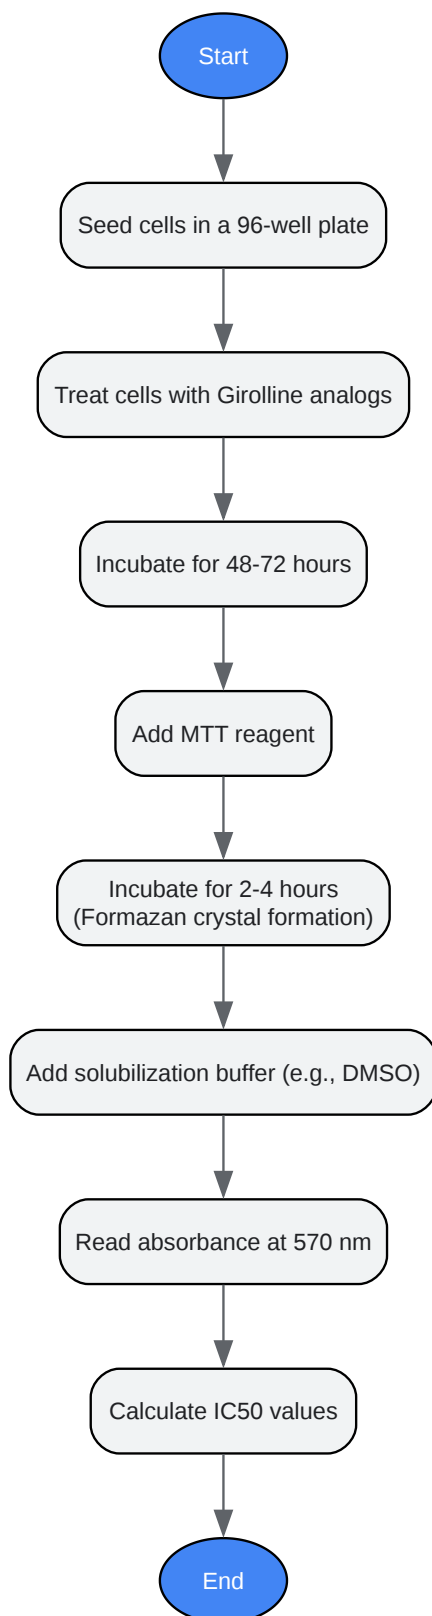 Start
Seed cells in a 96-well plate
Treat cells with Girolline analogs
Incubate for 48-72 hours
Add MTT reagent
Incubate for 2-4 hours
(Formazan crystal formation)
Add solubilization buffer (e.g., DMSO)
Read absorbance at 570 nm
Calculate IC50 values
End